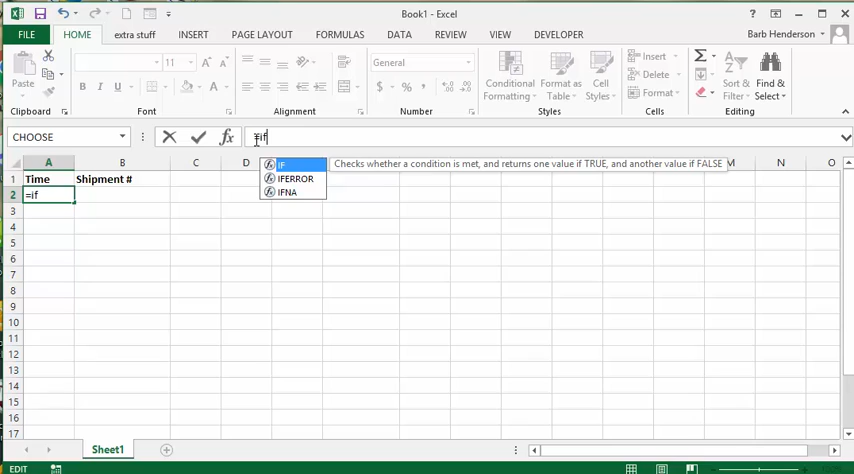 Book1 - Excel
FILE HOME extra stuff INSERT PAGE LAYOUT FORMULAS DATA REVIEW VIEW DEVELOPER Barb Henderson
Paste
B I U
11
A
General
$ % ,
Conditional Formatting
Format as Table
Cell Styles
Insert
Delete
Format
Sort & Filter
Find & Select
Clipboard Font Alignment Number Styles Cells Editing
CHOOSE fx =if
IF Checks whether a condition is met, and returns one value if TRUE, and another value if FALSE
IFERROR
IFNA
A B C D M N O
1 Time Shipment #
2 =if
3
4
5
6
7
8
9
10
11
12
13
14
15
16
17
Sheet1
EDIT